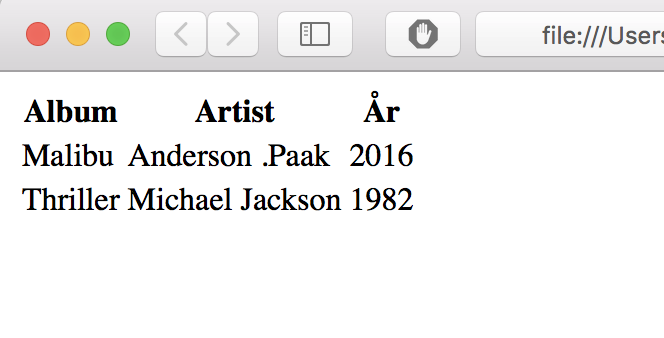 file:///Users
Album Artist År
Malibu Anderson .Paak 2016
Thriller Michael Jackson 1982